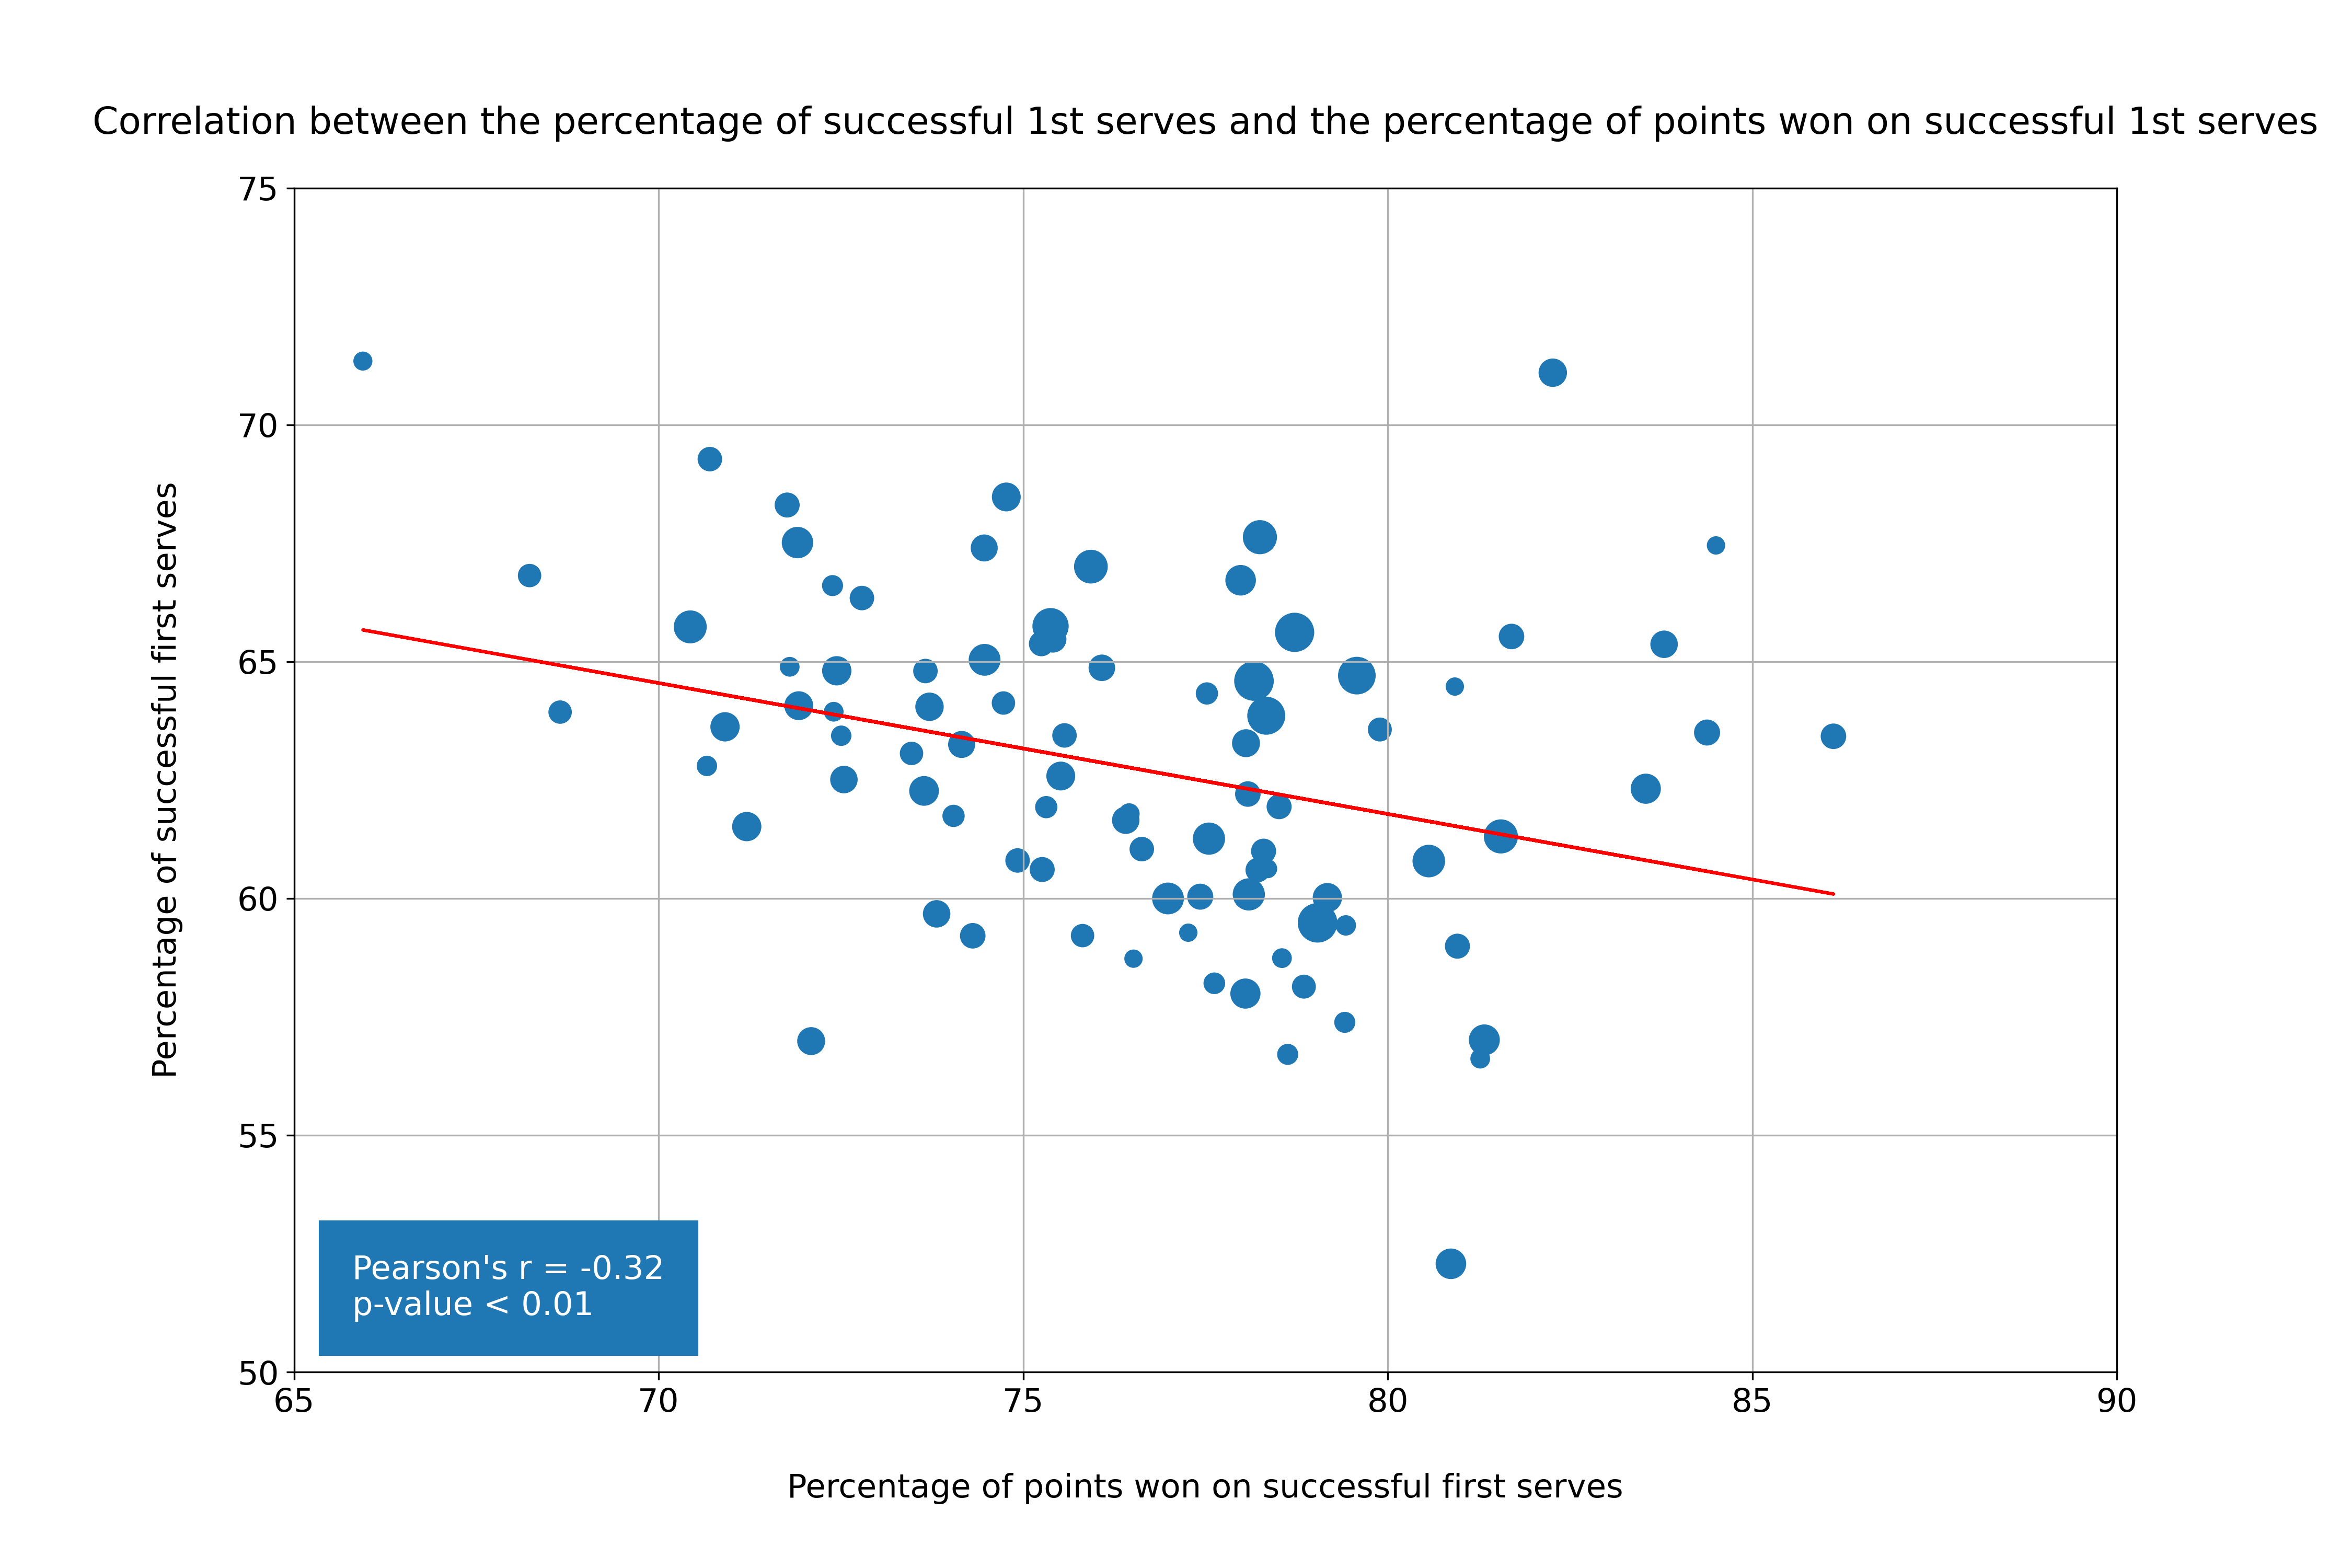 Correlation between the percentage of successful 1st serves and the percentage of points won on successful 1st serves
75
70
65
60
55
50
Percentage of successful first serves
Pearson's r = -0.32
p-value < 0.01
65 70 75 80 85 90
Percentage of points won on successful first serves